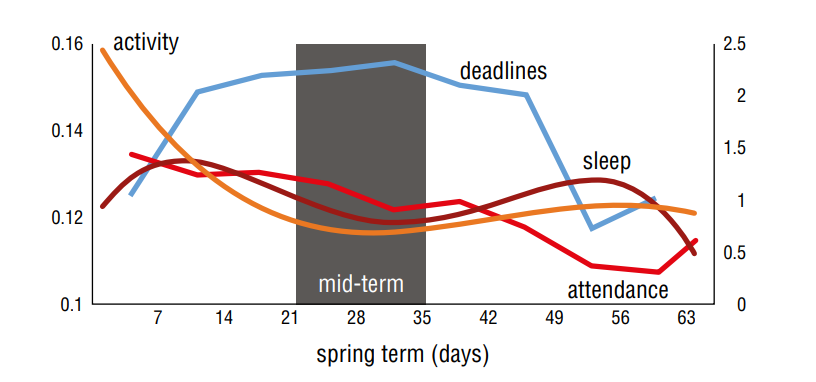 0.16 activity 2.5
deadlines
2
0.14
1.5
sleep
0.12 1
0.5
mid-term
attendance
0.1 0
7 14 21 28 35 42 49 56 63
spring term (days)